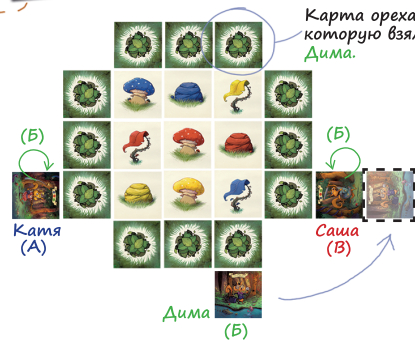 Карта ореха
которую взял
Дима.
(Б)
(Б)
Катя
(А)
Саша
(В)
Дима
(Б)